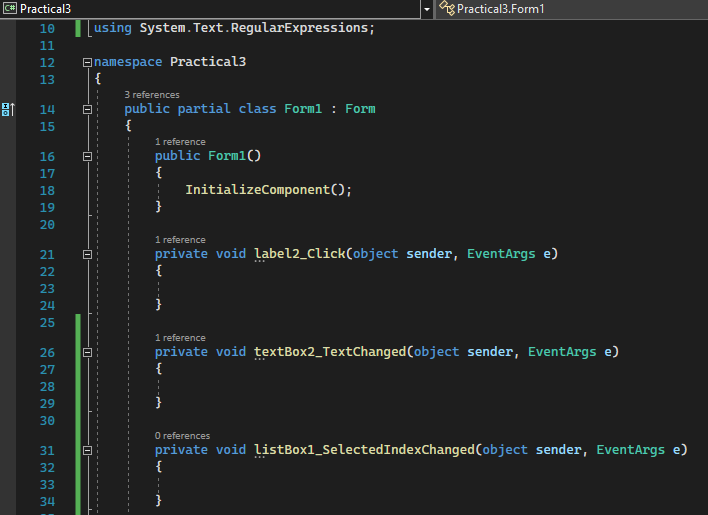 C# Practical3
Practical3.Form1
10 using System.Text.RegularExpressions;
11
12 namespace Practical3
13 {
3 references
14 public partial class Form1 : Form
15 {
1 reference
16 public Form1()
17 {
18 InitializeComponent();
19 }
20
1 reference
21 private void label2_Click(object sender, EventArgs e)
22 {
23
24 }
25
1 reference
26 private void textBox2_TextChanged(object sender, EventArgs e)
27 {
28
29 }
30
0 references
31 private void listBox1_SelectedIndexChanged(object sender, EventArgs e)
32 {
33
34 }